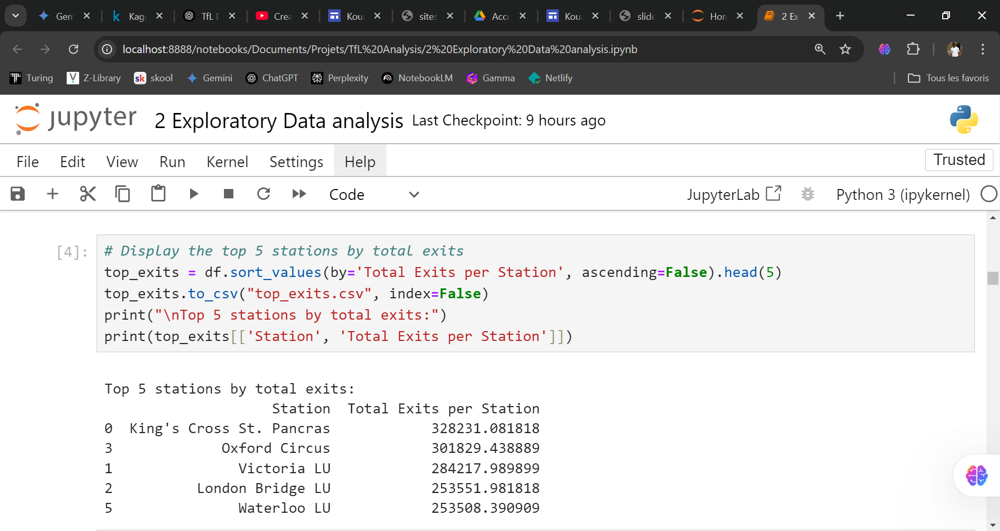 Gem
Kagg
TfL D
Crea
Kou
sites
Accu
Kou
slide
Hom
2 Ex
localhost:8888/notebooks/Documents/Projets/TfL%20Analysis/2%20Exploratory%20Data%20analysis.ipynb
Turing
Z-Library
sk skool
Gemini
ChatGPT
Perplexity
NotebookLM
Gamma
Netlify
Tous les favoris
jupyter 2 Exploratory Data analysis Last Checkpoint: 9 hours ago
File Edit View Run Kernel Settings Help Trusted
Code JupyterLab Python 3 (ipykernel)
[4]: # Display the top 5 stations by total exits
top_exits = df.sort_values(by='Total Exits per Station', ascending=False).head(5)
top_exits.to_csv("top_exits.csv", index=False)
print("\nTop 5 stations by total exits:")
print(top_exits[['Station', 'Total Exits per Station']])
Top 5 stations by total exits:
Station Total Exits per Station
0 King's Cross St. Pancras 328231.081818
3 Oxford Circus 301829.438889
1 Victoria LU 284217.989899
2 London Bridge LU 253551.981818
5 Waterloo LU 253508.390909